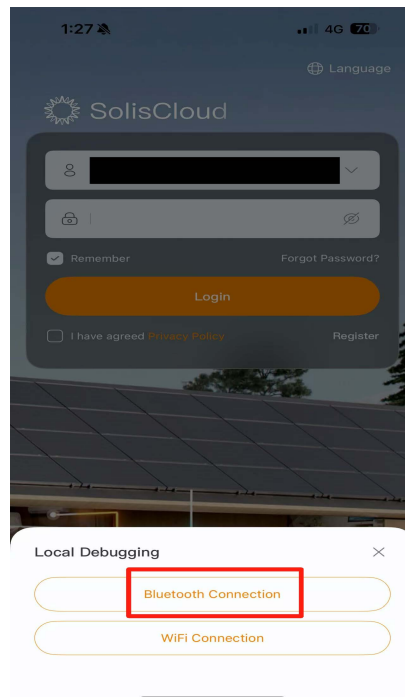 1:27
4G 70
Language
SolisCloud
Remember
Forgot Password?
Login
I have agreed Privacy Policy
Register
Local Debugging
Bluetooth Connection
WiFi Connection